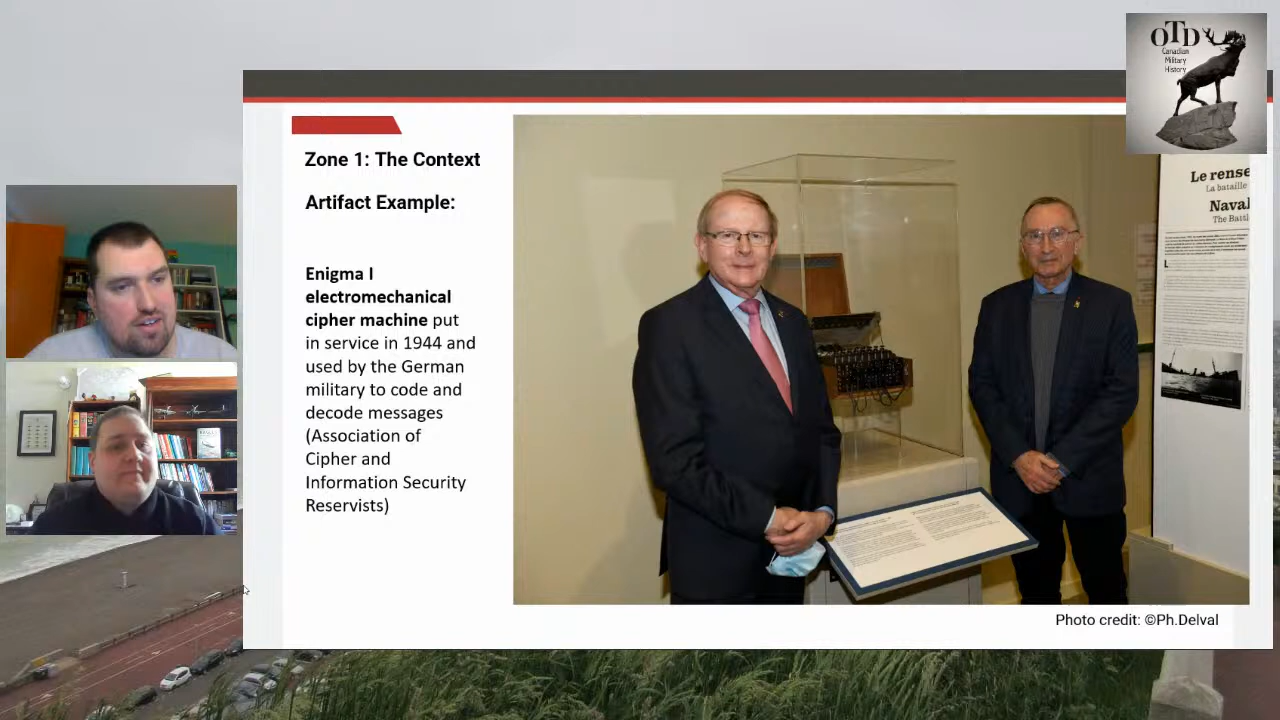 OTD
Canadian
Military
History
Zone 1: The Context
Artifact Example:
Enigma I
electromechanical
cipher machine put
in service in 1944 and
used by the German
military to code and
decode messages
(Association of
Cipher and
Information Security
Reservists)
Le rense
La bataille
Naval
The Battl
Photo credit: ©Ph.Delval